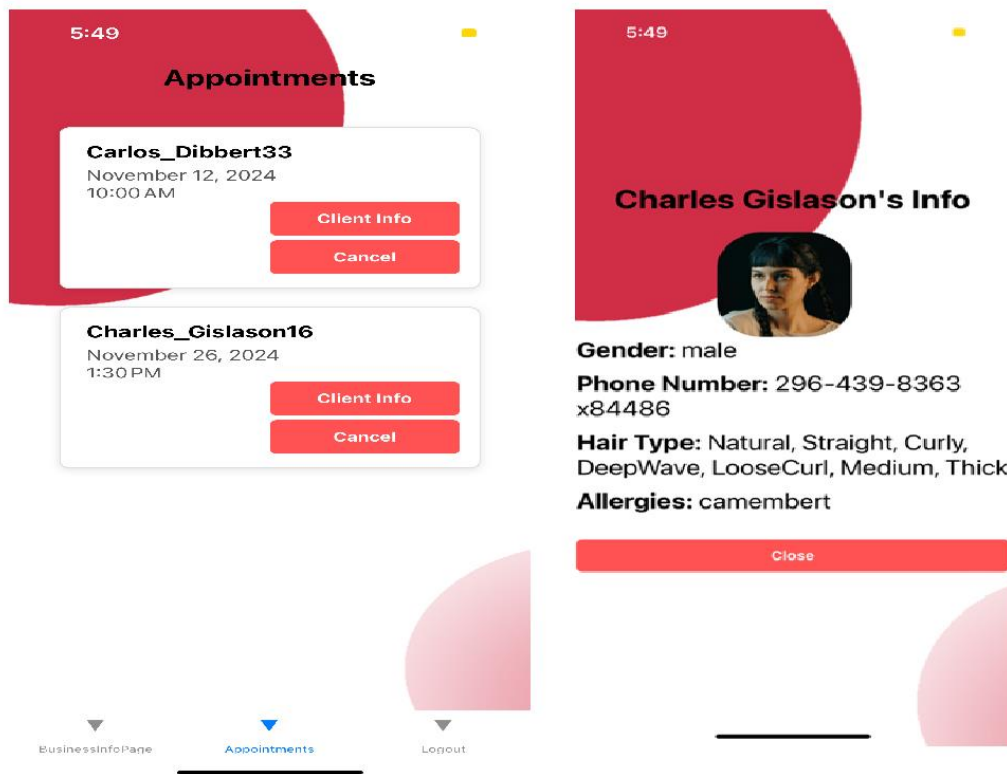 5:49
Appointments
Carlos_Dibbert33
November 12, 2024
10:00 AM
Client Info
Cancel
Charles_Gislason16
November 26, 2024
1:30 PM
Client Info
Cancel
BusinessInfoPage
Appointments
Logout
5:49
Charles Gislason's Info
Gender: male
Phone Number: 296-439-8363
x84486
Hair Type: Natural, Straight, Curly,
DeepWave, LooseCurl, Medium, Thick
Allergies: camembert
Close